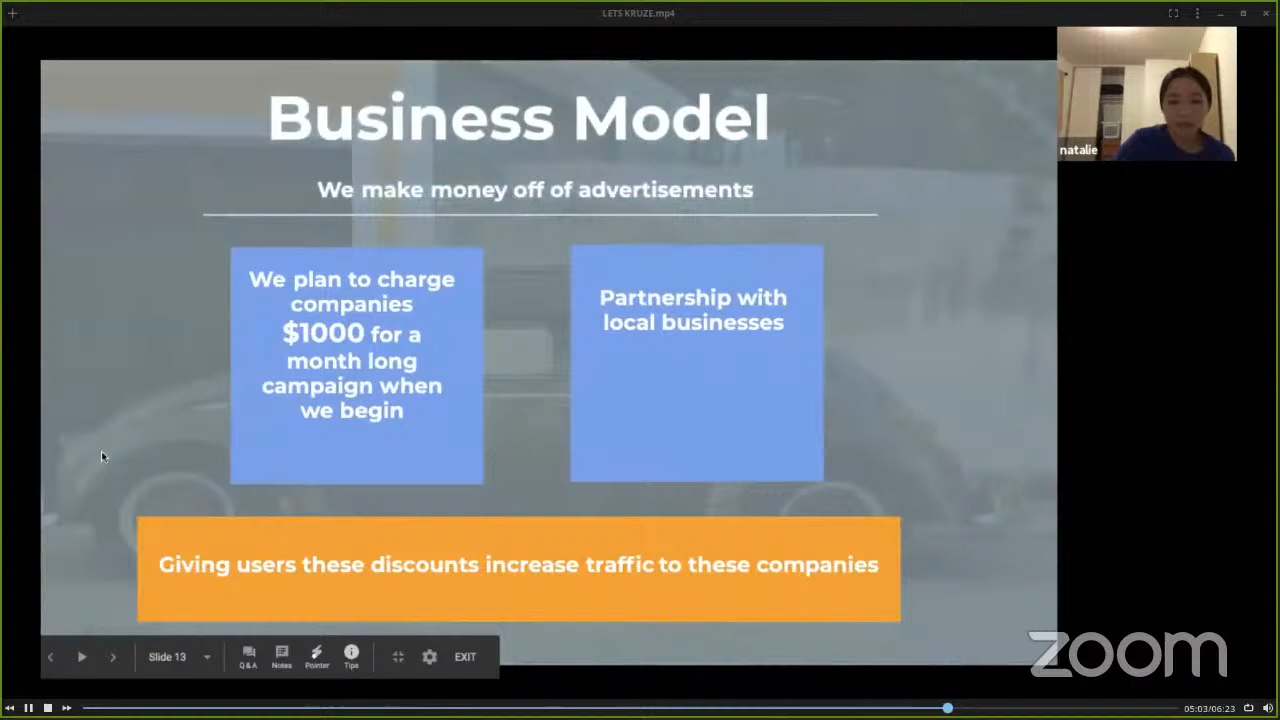 LETS KRUZE.mp4
Business Model
We make money off of advertisements
We plan to charge
companies
$1000 for a
month long
campaign when
we begin
Partnership with
local businesses
Giving users these discounts increase traffic to these companies
natalie
Slide 13
Q&A
Notes
Pointer
Tips
EXIT
zoom
05:03/06:23